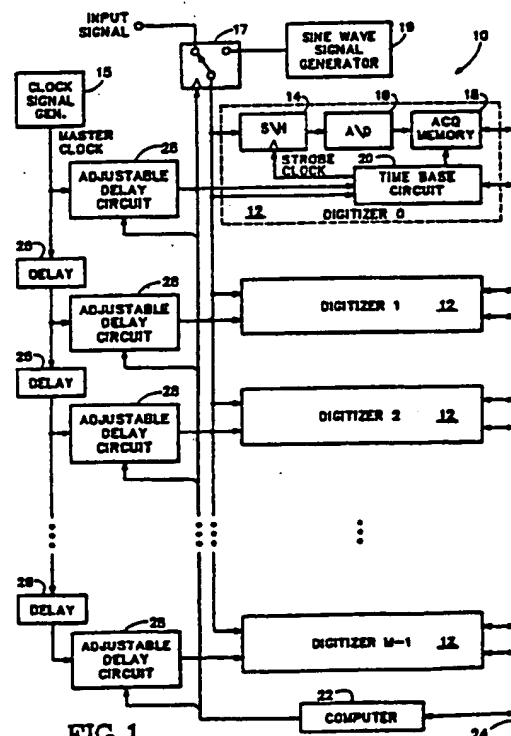 INPUT
SIGNAL
17
SINE WAVE
SIGNAL
GENERATOR
19
10
CLOCK
SIGNAL
GEN.
15
MASTER
CLOCK
14
16
18
S\H
A\D
ACQ
MEMORY
STROBE
CLOCK
20
TIME BASE
CIRCUIT
12
DIGITIZER 0
28
ADJUSTABLE
DELAY
CIRCUIT
26
DELAY
28
ADJUSTABLE
DELAY
CIRCUIT
DIGITIZER 1 12
26
DELAY
28
ADJUSTABLE
DELAY
CIRCUIT
DIGITIZER 2 12
26
DELAY
28
ADJUSTABLE
DELAY
CIRCUIT
DIGITIZER M-1 12
22
COMPUTER
24
FIG. 1